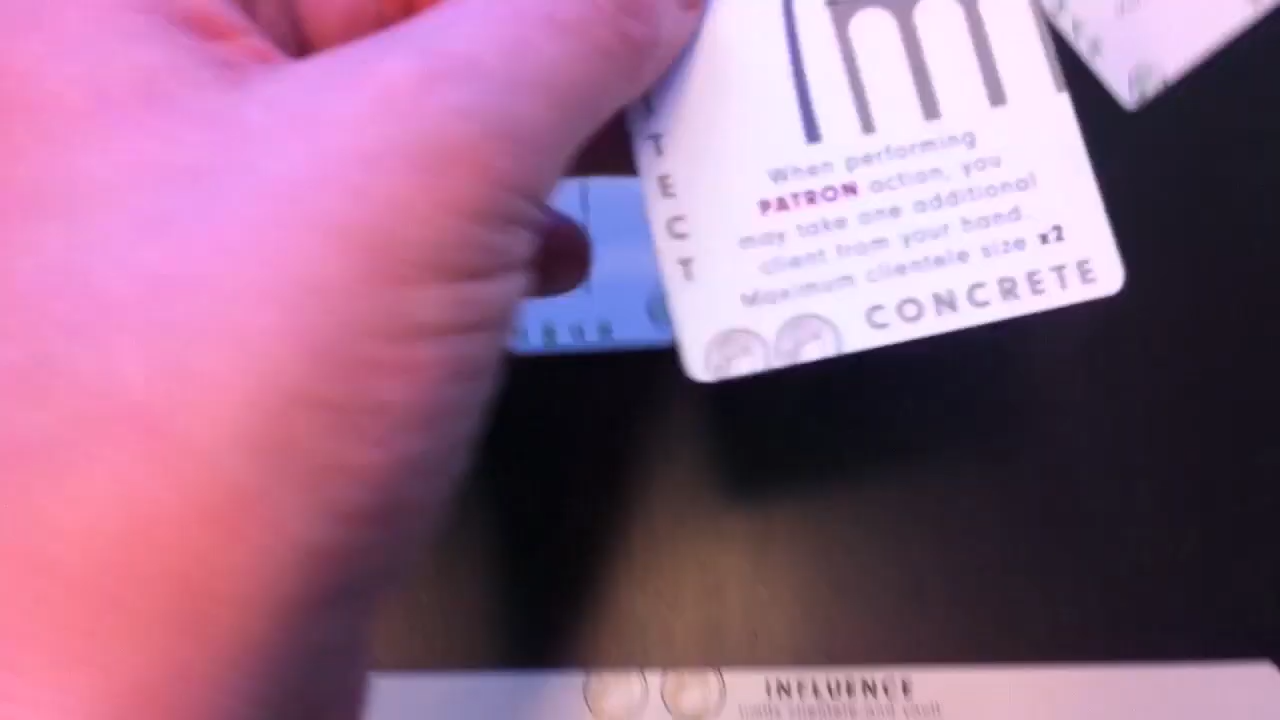 T
E
C
T
When performing
PATRON action, you
may take one additional
client from your hand.
Maximum clientele size x2
CONCRETE
INFLUENCE